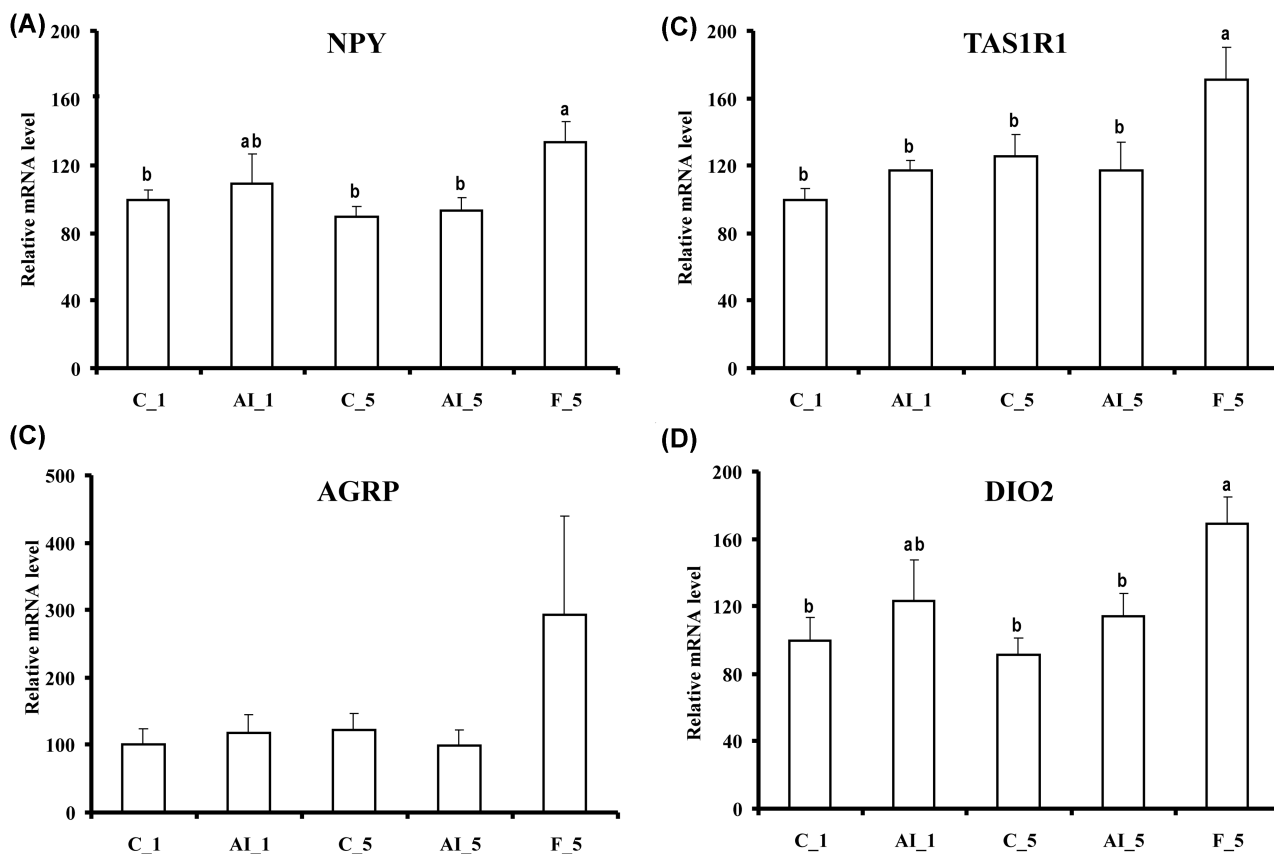 (A)
NPY
Relative mRNA level
200
160
120
80
40
0
b
ab
b
b
a
C_1 AI_1 C_5 AI_5 F_5
(C)
TAS1R1
Relative mRNA level
200
160
120
80
40
0
b
b
b
b
a
C_1 AI_1 C_5 AI_5 F_5
(C)
AGRP
Relative mRNA level
500
400
300
200
100
0
C_1 AI_1 C_5 AI_5 F_5
(D)
DIO2
Relative mRNA level
200
160
120
80
40
0
b
ab
b
b
a
C_1 AI_1 C_5 AI_5 F_5